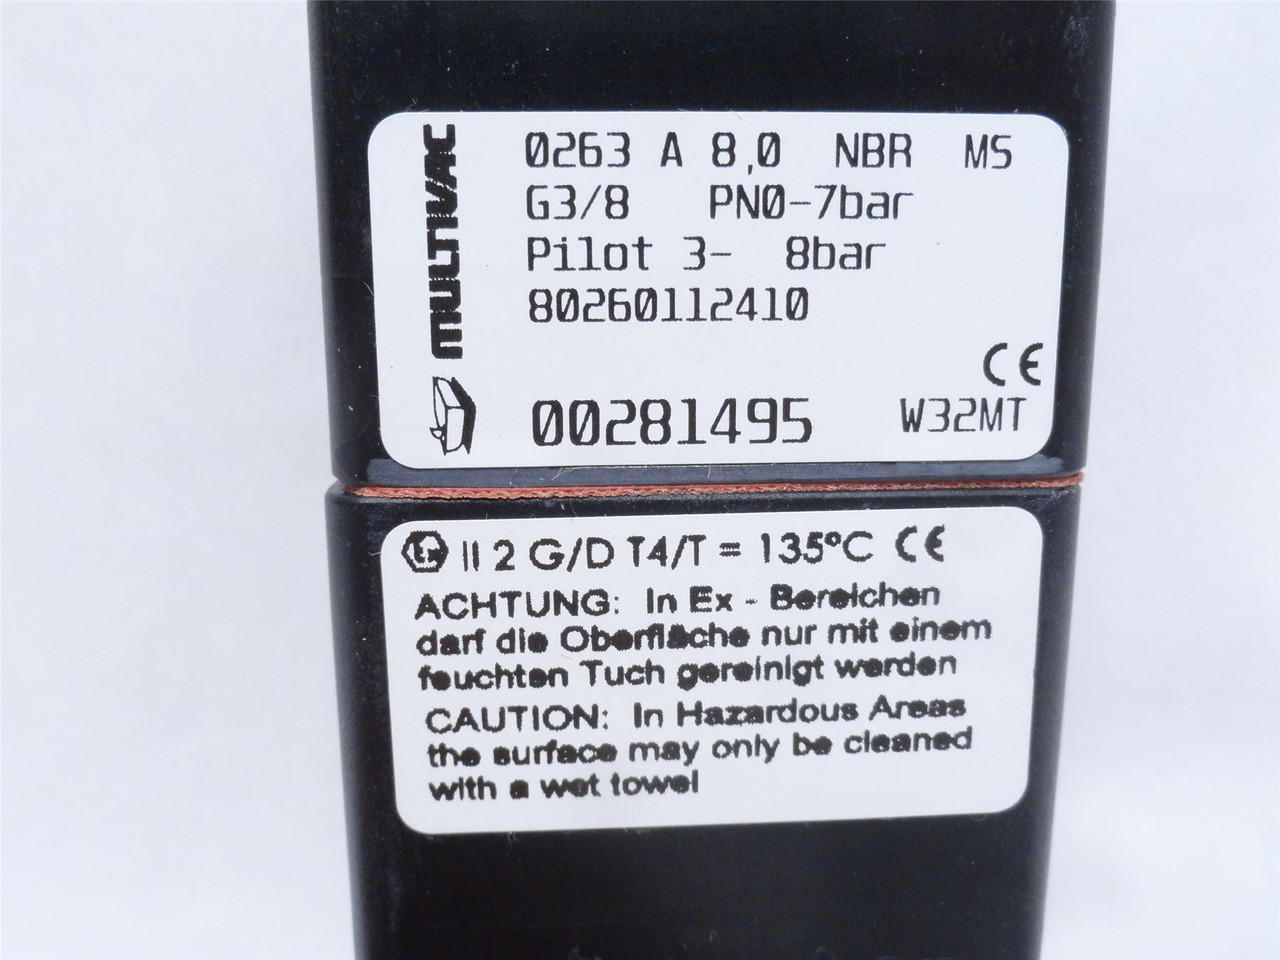 MULTIVAC
0263 A 8,0 NBR MS
G3/8 PN0-7bar
Pilot 3- 8bar
80260112410
CE
00281495 W32MT
Ex II 2 G/D T4/T = 135°C CE
ACHTUNG: In Ex - Bereichen
darf die Oberfläche nur mit einem
feuchten Tuch gereinigt werden
CAUTION: In Hazardous Areas
the surface may only be cleaned
with a wet towel